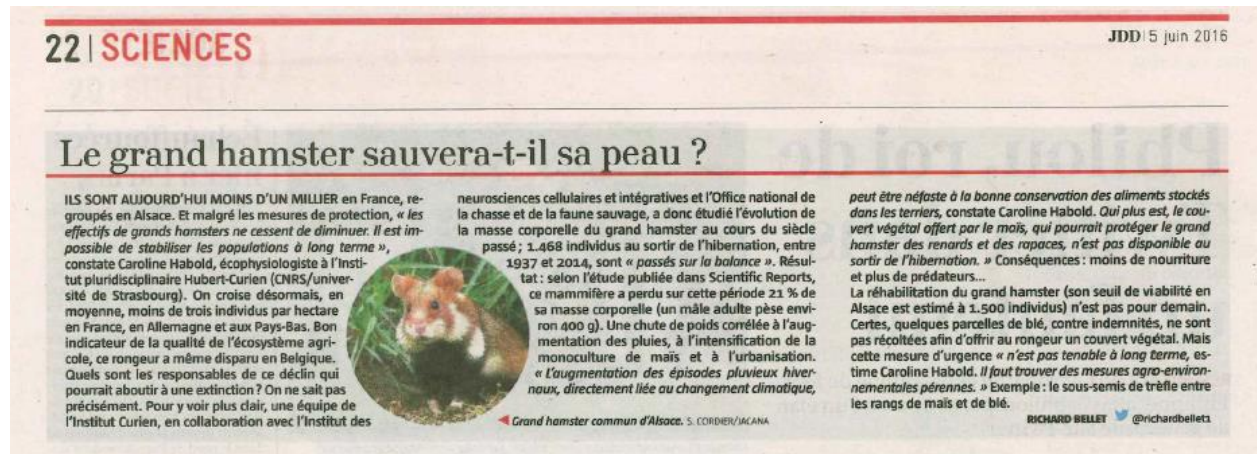 22 | SCIENCES
JDD | 5 juin 2016
Le grand hamster sauvera-t-il sa peau ?
ILS SONT AUJOURD'HUI MOINS D'UN MILLIER en France, re-
groupés en Alsace. Et malgré les mesures de protection, « les
effectifs de grands hamsters ne cessent de diminuer. Il est im-
possible de stabiliser les populations à long terme »,
constate Caroline Habold, écophysiologiste à l'Insti-
tut pluridisciplinaire Hubert-Curien (CNRS/univer-
sité de Strasbourg). On croise désormais, en
moyenne, moins de trois individus par hectare
en France, en Allemagne et aux Pays-Bas. Bon
indicateur de la qualité de l'écosystème agri-
cole, ce rongeur a même disparu en Belgique.
Quels sont les responsables de ce déclin qui
pourrait aboutir à une extinction ? On ne sait pas
précisément. Pour y voir plus clair, une équipe de
l'Institut Curien, en collaboration avec l'Institut des
neurosciences cellulaires et intégratives et l'Office national de
la chasse et de la faune sauvage, a donc étudié l'évolution de
la masse corporelle du grand hamster au cours du siècle
passé ; 1.468 individus au sortir de l'hibernation, entre
1937 et 2014, sont « passés sur la balance ». Résul-
tat : selon l'étude publiée dans Scientific Reports,
ce mammifère a perdu sur cette période 21 % de
sa masse corporelle (un mâle adulte pèse envi-
ron 400 g). Une chute de poids corrélée à l'aug-
mentation des pluies, à l'intensification de la
monoculture de maïs et à l'urbanisation.
« L'augmentation des épisodes pluvieux hiver-
naux, directement liée au changement climatique,
Grand hamster commun d'Alsace. S. CORDIER/JACANA
peut être néfaste à la bonne conservation des aliments stockés
dans les terriers, constate Caroline Habold. Qui plus est, le cou-
vert végétal offert par le maïs, qui pourrait protéger le grand
hamster des renards et des rapaces, n'est pas disponible au
sortir de l'hibernation. » Conséquences : moins de nourriture
et plus de prédateurs...
La réhabilitation du grand hamster (son seuil de viabilité en
Alsace est estimé à 1.500 individus) n'est pas pour demain.
Certes, quelques parcelles de blé, contre indemnités, ne sont
pas récoltées afin d'offrir au rongeur un couvert végétal. Mais
cette mesure d'urgence « n'est pas tenable à long terme, es-
time Caroline Habold. Il faut trouver des mesures agro-environ-
nementales pérennes. » Exemple : le sous-semis de trèfle entre
les rangs de maïs et de blé.
RICHARD BELLET @richardbellet1